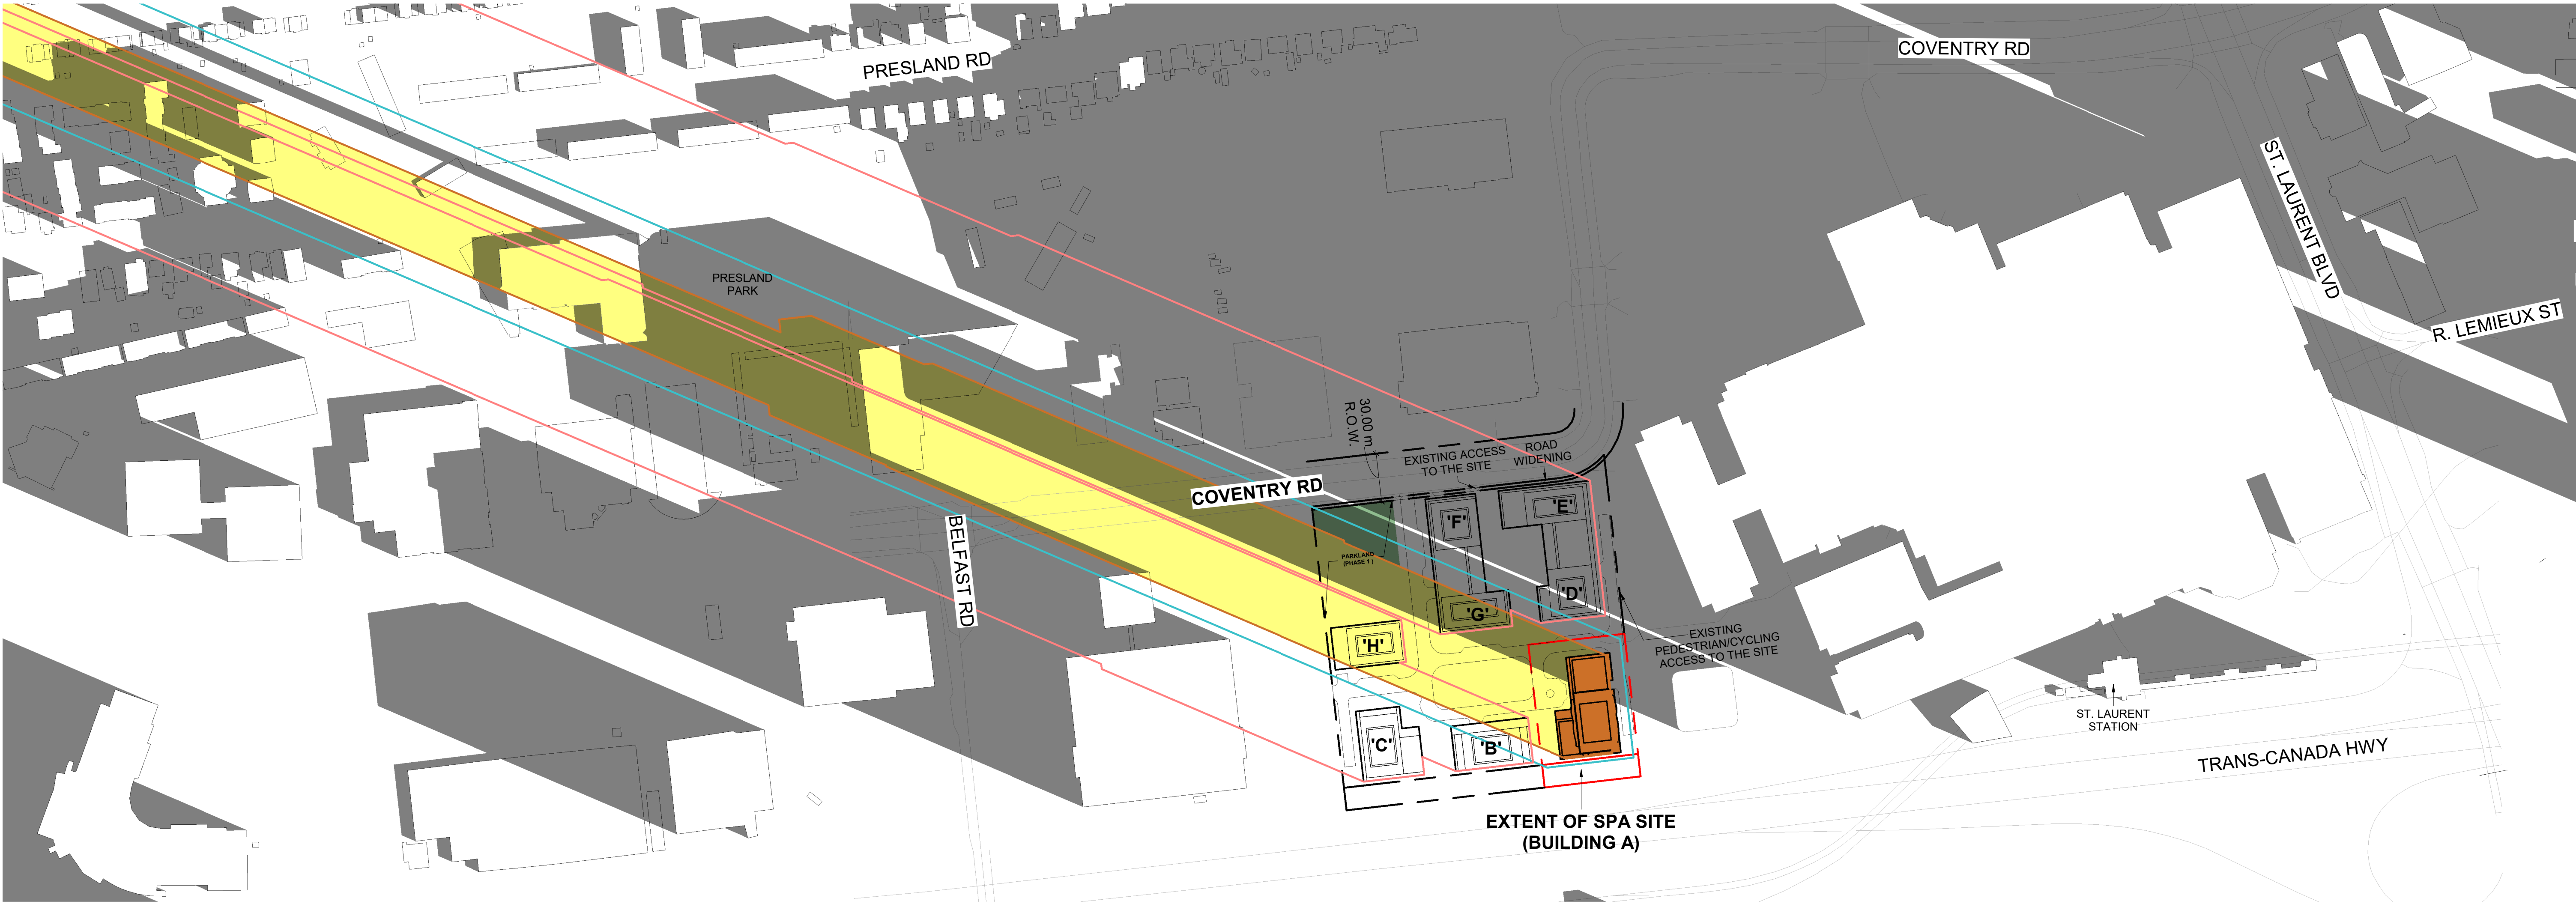 COVENTRY RD
PRESLAND RD
ST. LAURENT BLVD
PRESLAND
PARK
R. LEMIEUX ST
30.00 m
R.O.W.
EXISTING ACCESS
TO THE SITE
ROAD
WIDENING
COVENTRY RD
'F'
'E'
BELFAST RD
PARKLAND
(PHASE 1 )
'D'
'G'
'H'
EXISTING
PEDESTRIAN/CYCLING
ACCESS TO THE SITE
ST. LAURENT
STATION
'C'
'B'
TRANS-CANADA HWY
EXTENT OF SPA SITE
(BUILDING A)